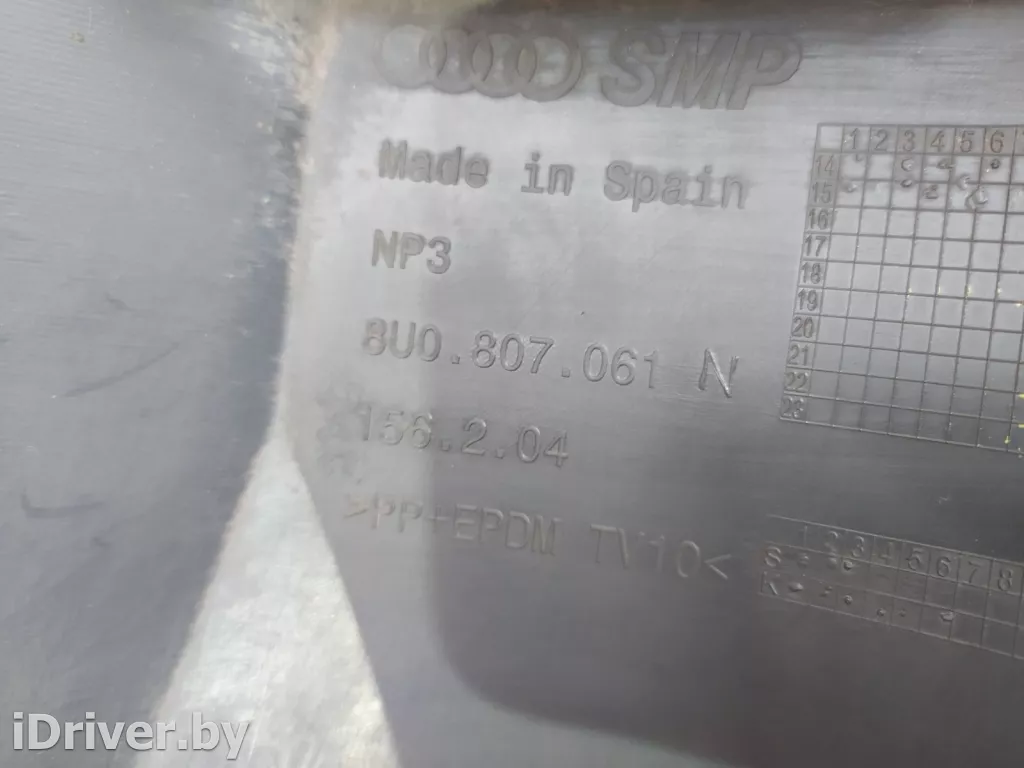 SMP
Made in Spain
NP3
8U0.807.061 N
156.2.04
>PP+EPDM TV10<
1 2 3 4 5 6
14
15
16
17
18
19
20
21
22
23
1 2 3 4 5 6 7 8
S
K
iDriver.by